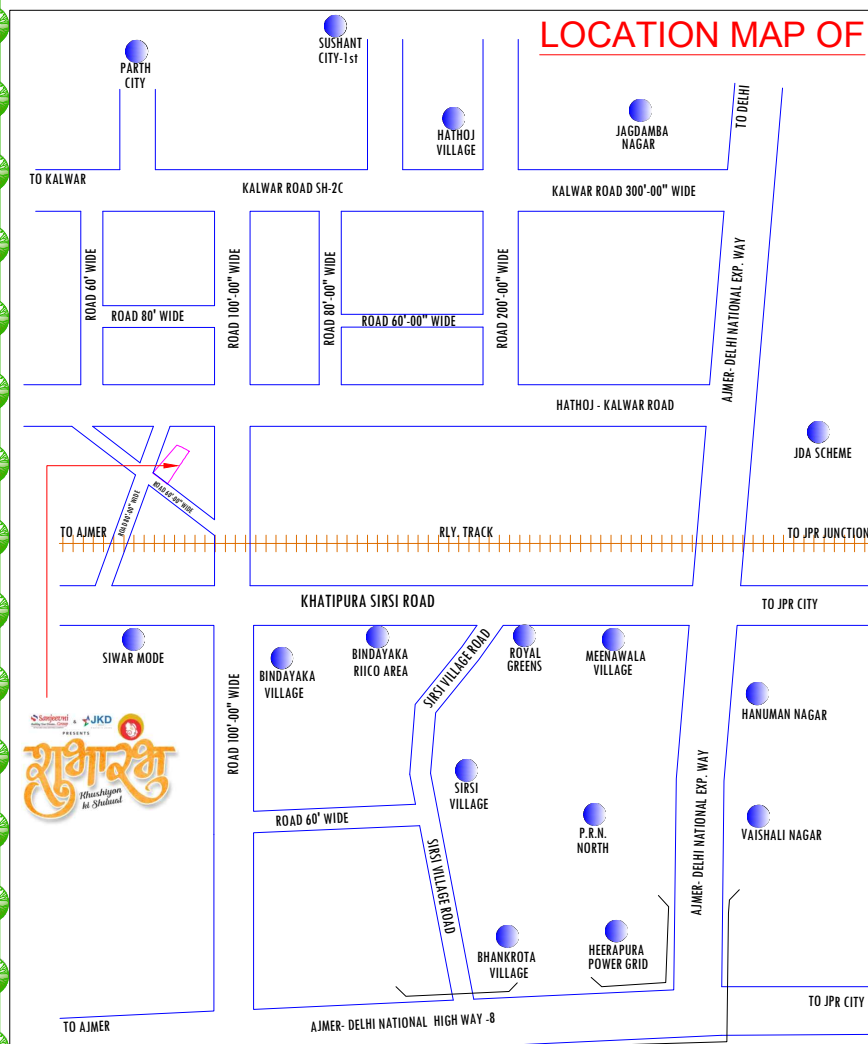 LOCATION MAP OF
PARTH
CITY
SUSHANT
CITY-1st
HATHOJ
VILLAGE
JAGDAMBA
NAGAR
TO DELHI
TO KALWAR
KALWAR ROAD SH-2C
KALWAR ROAD 300'-00" WIDE
ROAD 60' WIDE
ROAD 80' WIDE
ROAD 100'-00" WIDE
ROAD 80'-00" WIDE
ROAD 60'-00" WIDE
ROAD 200'-00" WIDE
AJMER- DELHI NATIONAL EXP. WAY
HATHOJ - KALWAR ROAD
JDA SCHEME
ROAD 60'-00" WIDE
ROAD 80'-00" WIDE
TO AJMER
RLY. TRACK
TO JPR JUNCTION
KHATIPURA SIRSI ROAD
TO JPR CITY
SIWAR MODE
BINDAYAKA
VILLAGE
BINDAYAKA
RIICO AREA
SIRSI VILLAGE ROAD
ROYAL
GREENS
MEENAWALA
VILLAGE
HANUMAN NAGAR
ROAD 100'-00" WIDE
Sanjeevni & JKD
PRESENTS
शुभारंभ
Khushiyon
ki Shuruat
SIRSI
VILLAGE
P.R.N.
NORTH
AJMER- DELHI NATIONAL EXP. WAY
VAISHALI NAGAR
ROAD 60' WIDE
SIRSI VILLAGE ROAD
BHANKROTA
VILLAGE
HEERAPURA
POWER GRID
TO JPR CITY
TO AJMER
AJMER- DELHI NATIONAL HIGH WAY -8